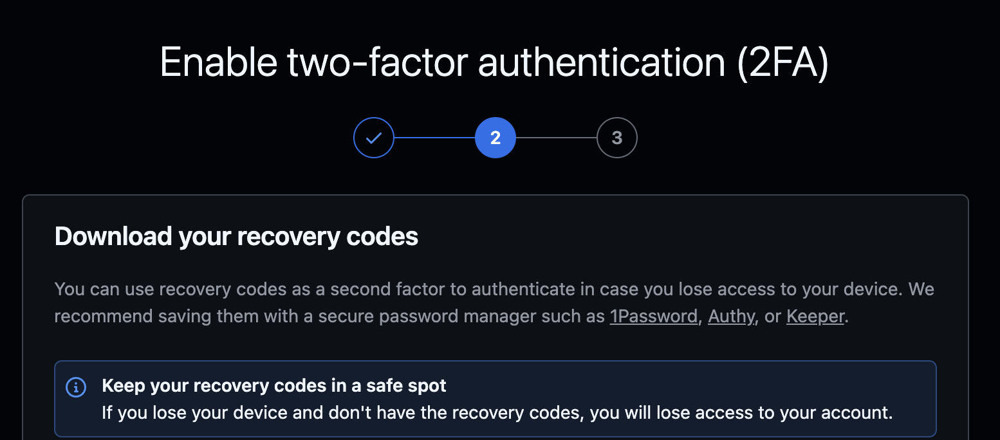 Enable two-factor authentication (2FA)
2
3
Download your recovery codes
You can use recovery codes as a second factor to authenticate in case you lose access to your device. We
recommend saving them with a secure password manager such as 1Password, Authy, or Keeper.
Keep your recovery codes in a safe spot
If you lose your device and don't have the recovery codes, you will lose access to your account.